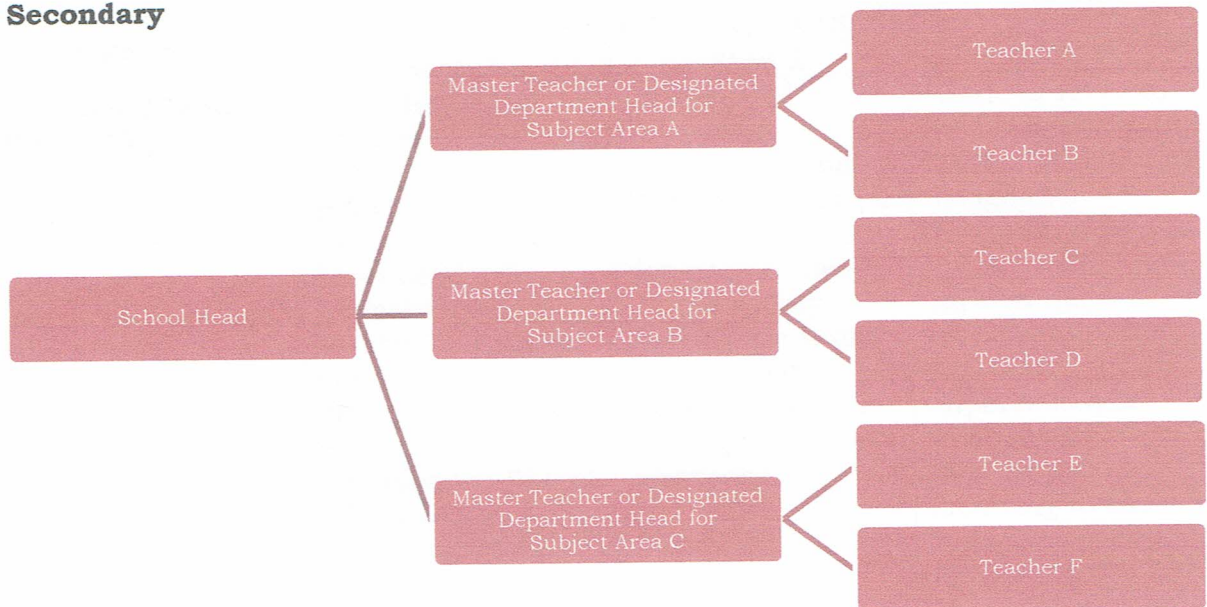 Secondary
School Head
Master Teacher or Designated
Department Head for
Subject Area A
Teacher A
Teacher B
Master Teacher or Designated
Department Head for
Subject Area B
Teacher C
Teacher D
Master Teacher or Designated
Department Head for
Subject Area C
Teacher E
Teacher F